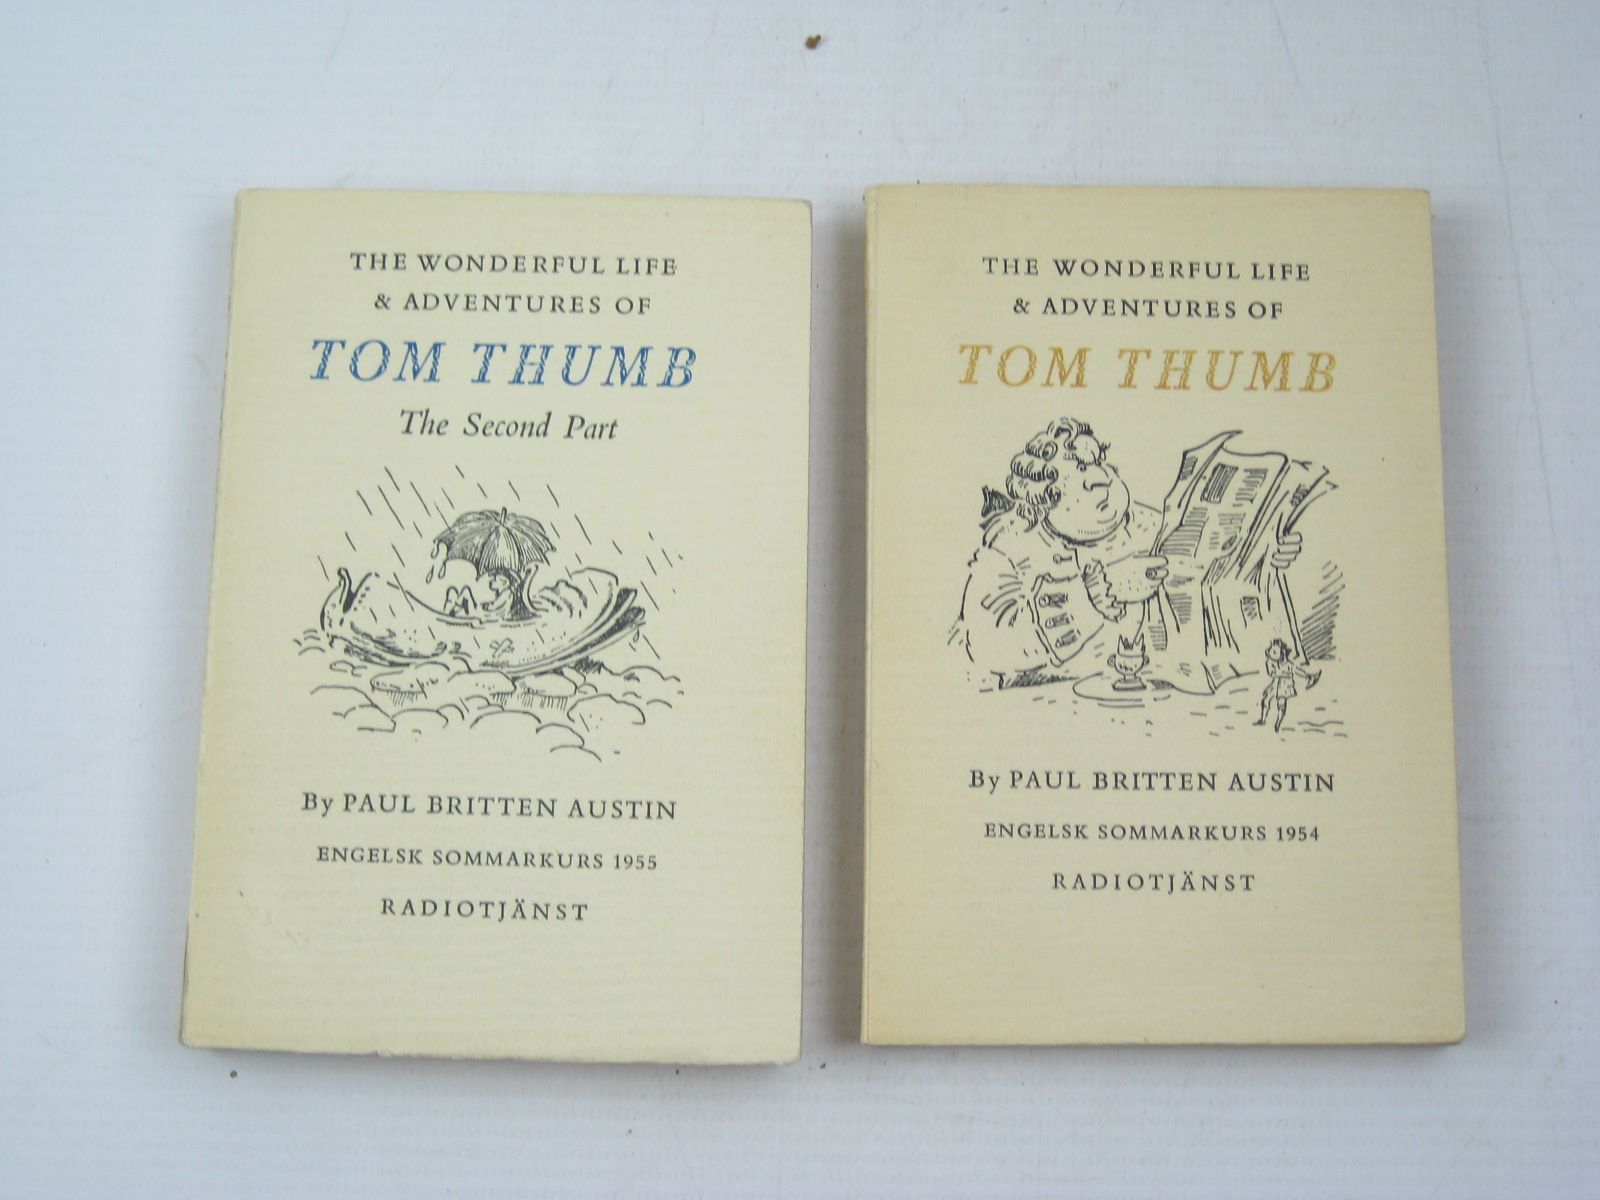 THE WONDERFUL LIFE
& ADVENTURES OF
TOM THUMB
The Second Part
By PAUL BRITTEN AUSTIN
ENGELSK SOMMARKURS 1955
RADIOTJÄNST
THE WONDERFUL LIFE
& ADVENTURES OF
TOM THUMB
By PAUL BRITTEN AUSTIN
ENGELSK SOMMARKURS 1954
RADIOTJÄNST